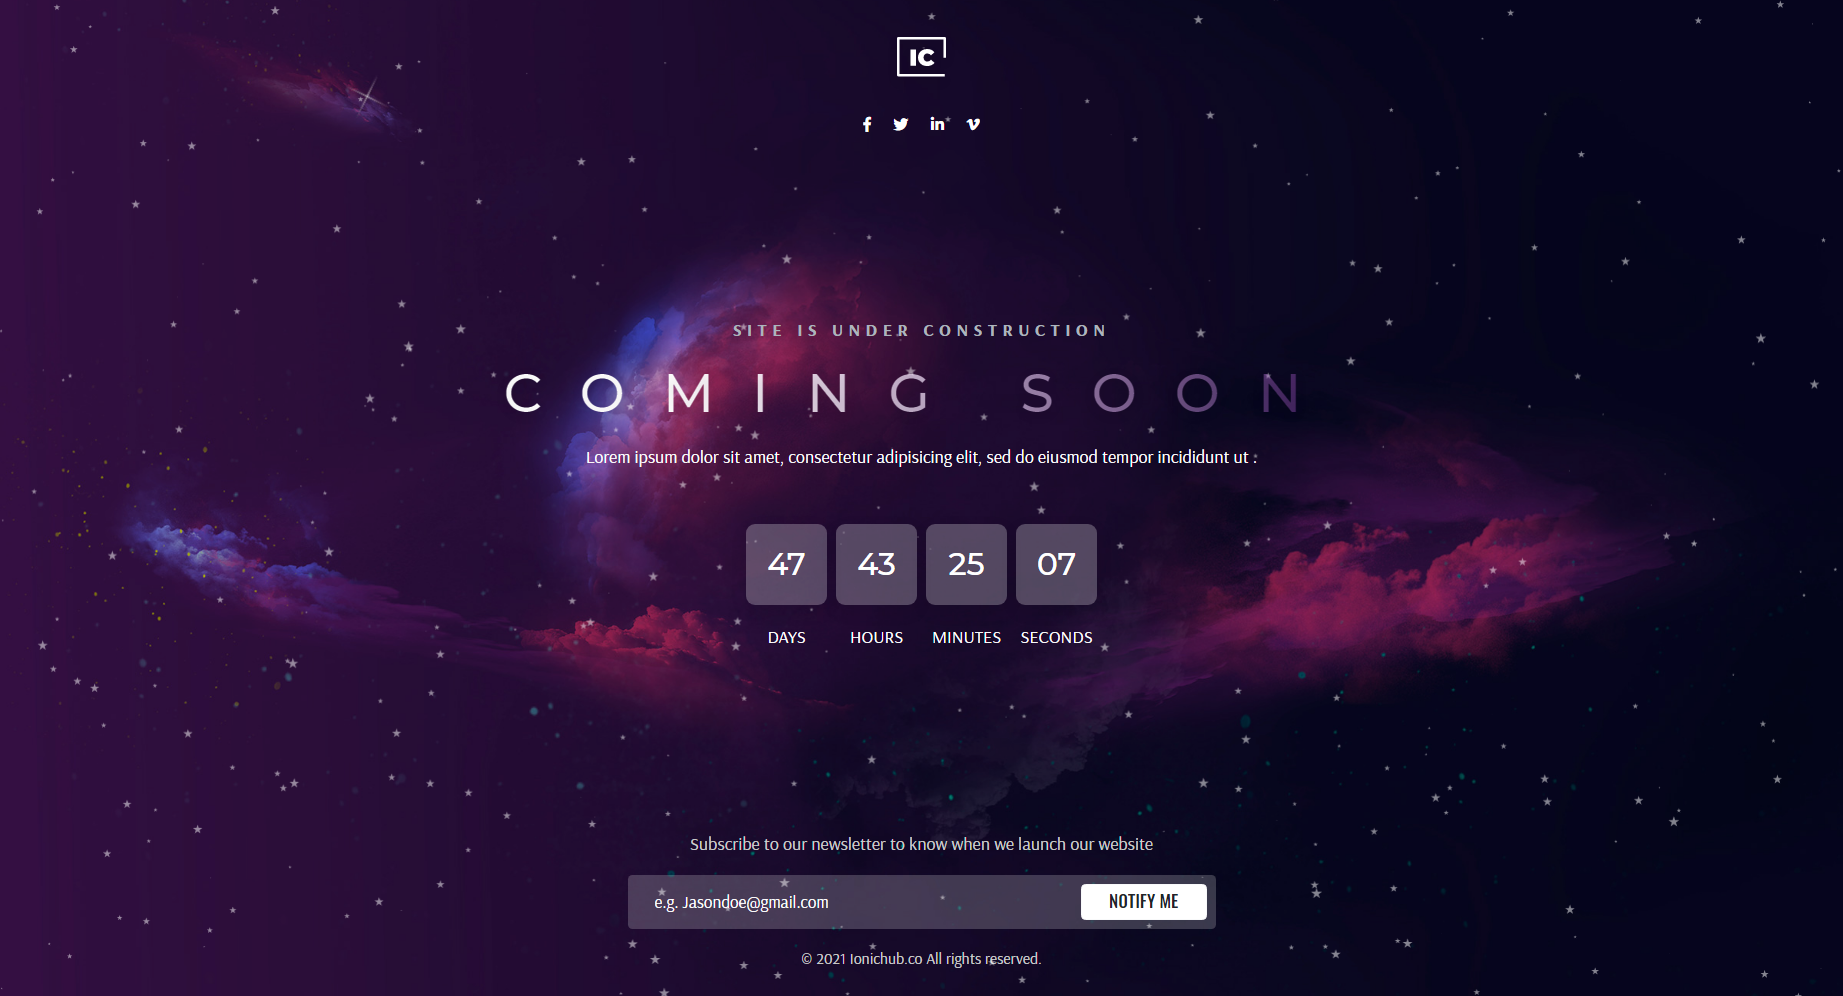 IC
SITE IS UNDER CONSTRUCTION
COMING SOON
Lorem ipsum dolor sit amet, consectetur adipisicing elit, sed do eiusmod tempor incididunt ut :
47 43 25 07
DAYS HOURS MINUTES SECONDS
Subscribe to our newsletter to know when we launch our website
e.g. Jasondoe@gmail.com NOTIFY ME
© 2021 Ionichub.co All rights reserved.